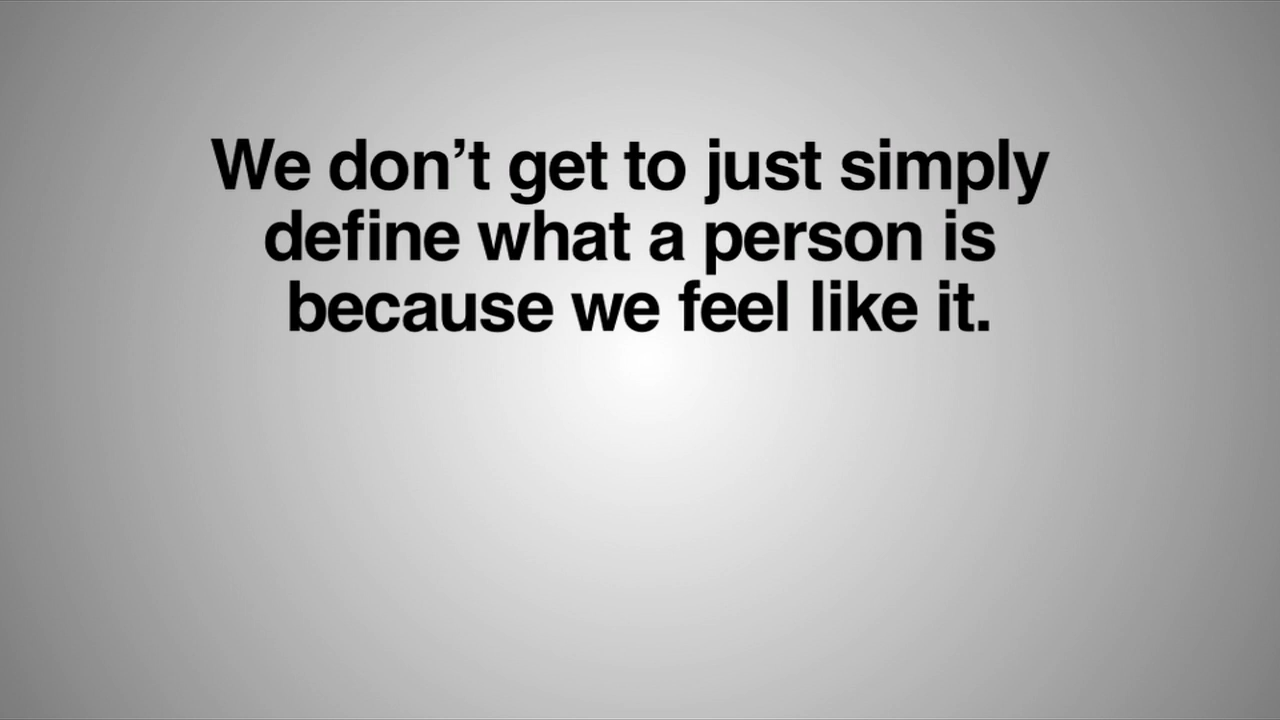 We don’t get to just simply
define what a person is
because we feel like it.